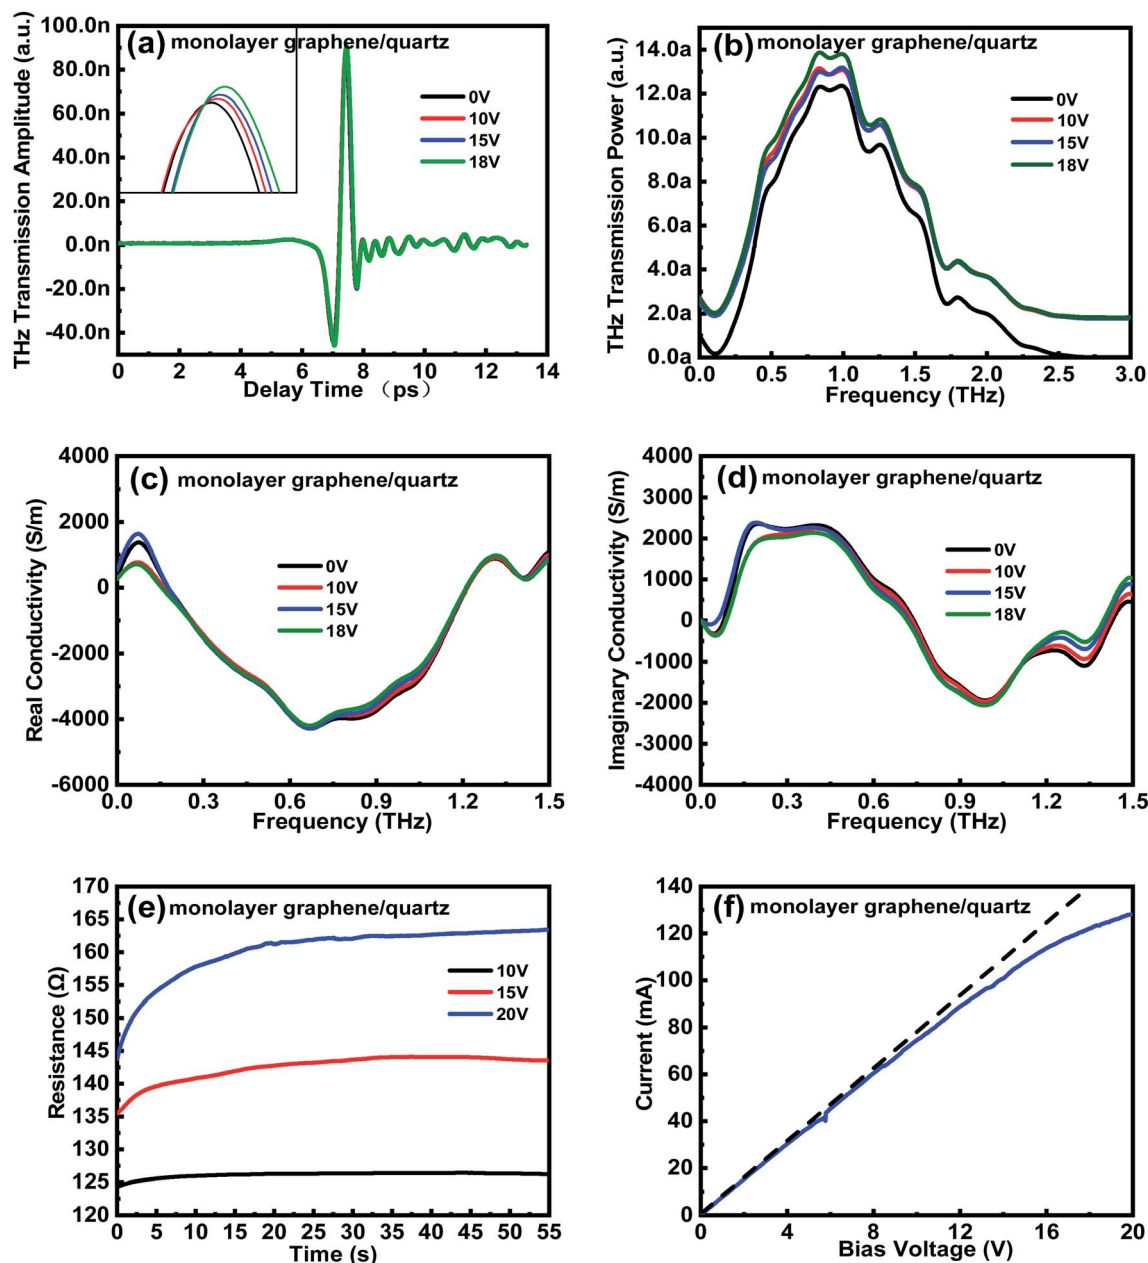 (a) monolayer graphene/quartz
THz Transmission Amplitude (a.u.)
100.0n
80.0n
60.0n
40.0n
20.0n
0.0n
-20.0n
-40.0n
0V
10V
15V
18V
0 2 4 6 8 10 12 14
Delay Time （ps）
(b) monolayer graphene/quartz
THz Transmission Power (a.u.)
14.0a
12.0a
10.0a
8.0a
6.0a
4.0a
2.0a
0.0a
0V
10V
15V
18V
0.0 0.5 1.0 1.5 2.0 2.5 3.0
Frequency (THz)
(c) monolayer graphene/quartz
Real Conductivity (S/m)
4000
2000
0
-2000
-4000
-6000
0V
10V
15V
18V
0.0 0.3 0.6 0.9 1.2 1.5
Frequency (THz)
(d) monolayer graphene/quartz
Imaginary Conductivity (S/m)
4000
3000
2000
1000
0
-1000
-2000
-3000
-4000
0V
10V
15V
18V
0.0 0.3 0.6 0.9 1.2 1.5
Frequency (THz)
(e) monolayer graphene/quartz
Resistance (Ω)
170
165
160
155
150
145
140
135
130
125
120
10V
15V
20V
0 5 10 15 20 25 30 35 40 45 50 55
Time (s)
(f) monolayer graphene/quartz
Current (mA)
140
120
100
80
60
40
20
0
0 4 8 12 16 20
Bias Voltage (V)